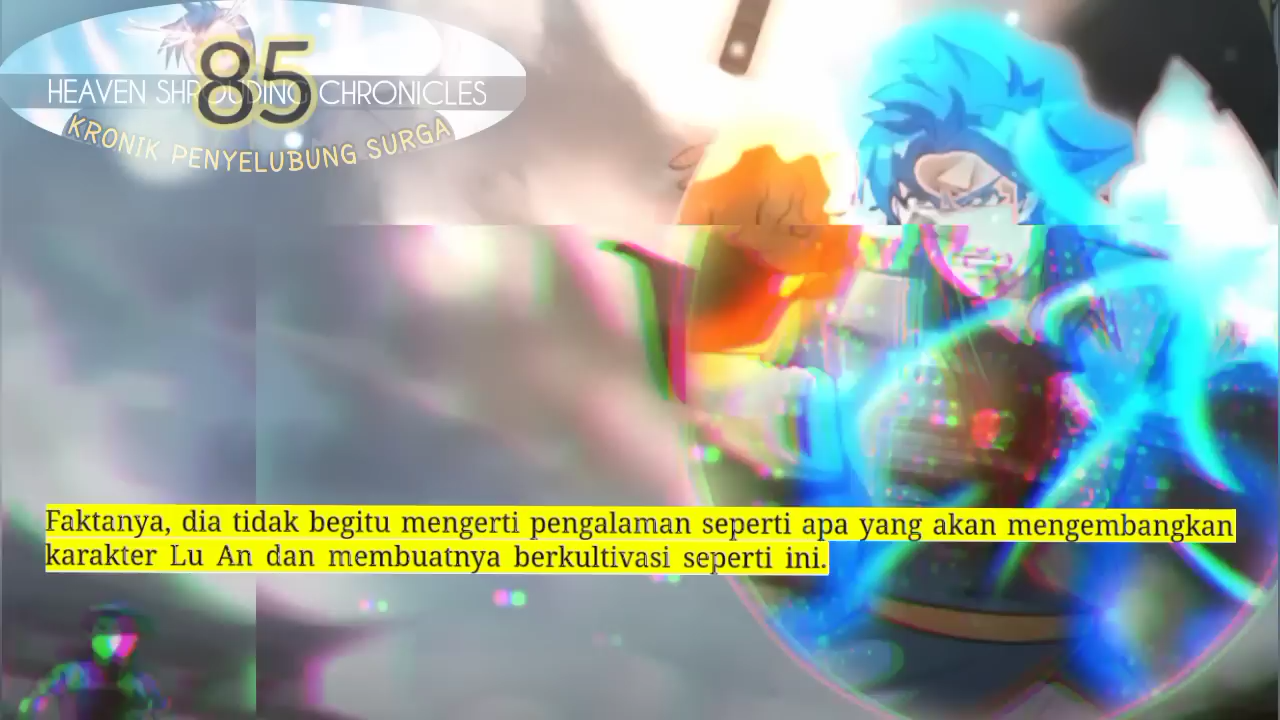 85
HEAVEN SHROUDING CHRONICLES
KRONIK PENYELUBUNG SURGA
Faktanya, dia tidak begitu mengerti pengalaman seperti apa yang akan mengembangkan
karakter Lu An dan membuatnya berkultivasi seperti ini.